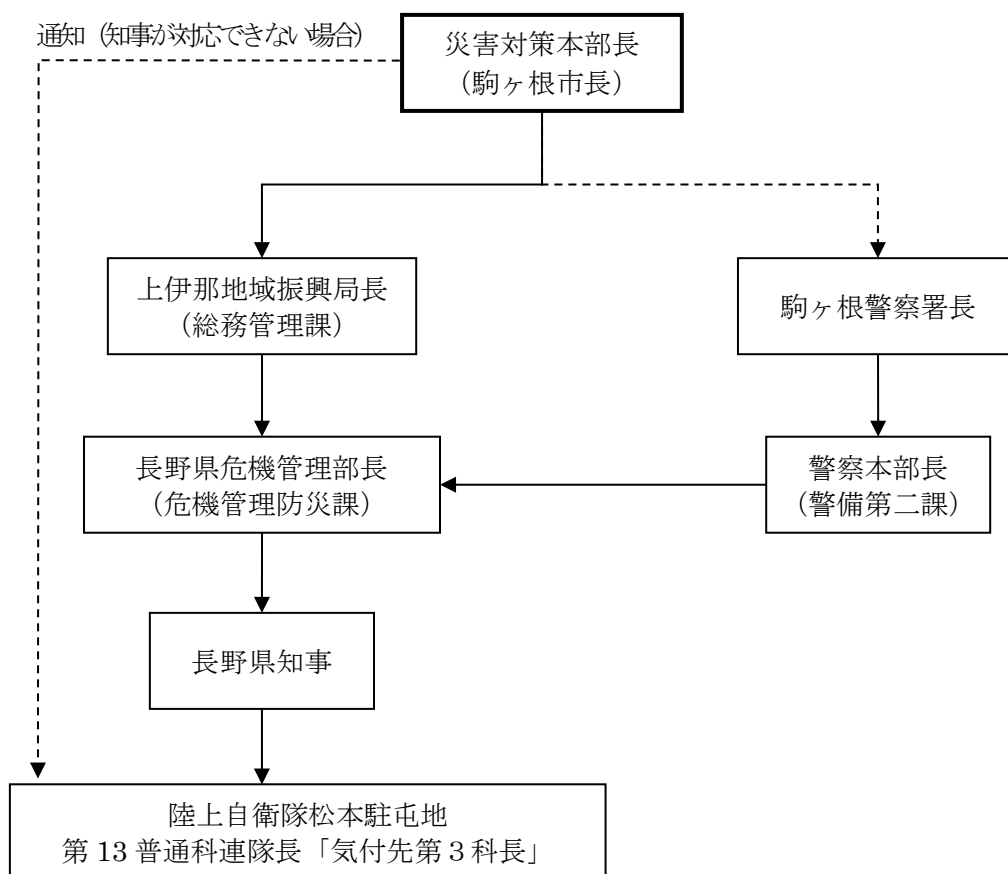 通知（知事が対応できない場合）
災害対策本部長
（駒ヶ根市長）
上伊那地域振興局長
（総務管理課）
駒ヶ根警察署長
長野県危機管理部長
（危機管理防災課）
警察本部長
（警備第二課）
長野県知事
陸上自衛隊松本駐屯地
第 13 普通科連隊長「気付先第３科長」